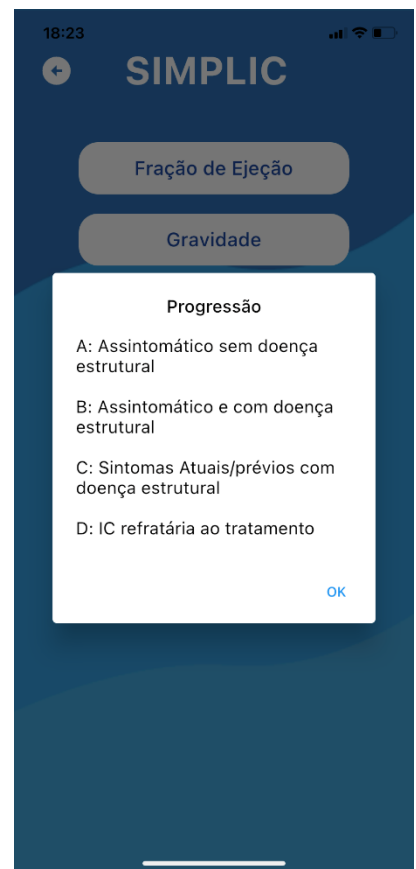 18:23
SIMPLIC
Fração de Ejeção
Gravidade
Progressão
A: Assintomático sem doença
estrutural
B: Assintomático e com doença
estrutural
C: Sintomas Atuais/prévios com
doença estrutural
D: IC refratária ao tratamento
OK